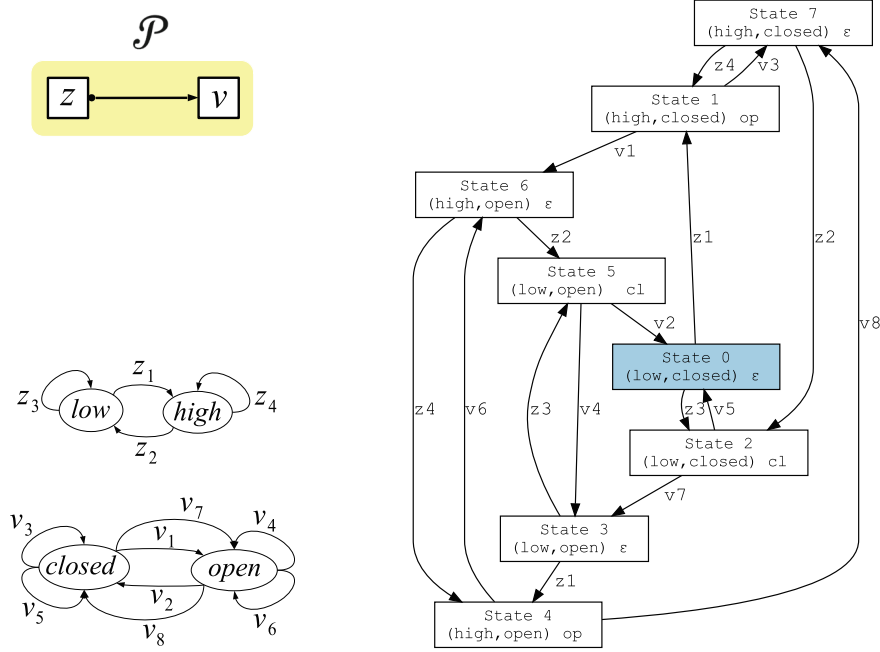 𝒫
z
v
z3
low
z1
z2
high
z4
v3
v5
closed
v7
v1
v2
v8
open
v4
v6
State 7
(high,closed) ε
z4
v3
State 1
(high,closed) op
v1
State 6
(high,open) ε
z2
z1
z2
State 5
(low,open) cl
v2
v8
State 0
(low,closed) ε
z4
v6
z3
v4
z3
v5
State 2
(low,closed) cl
v7
State 3
(low,open) ε
z1
State 4
(high,open) op